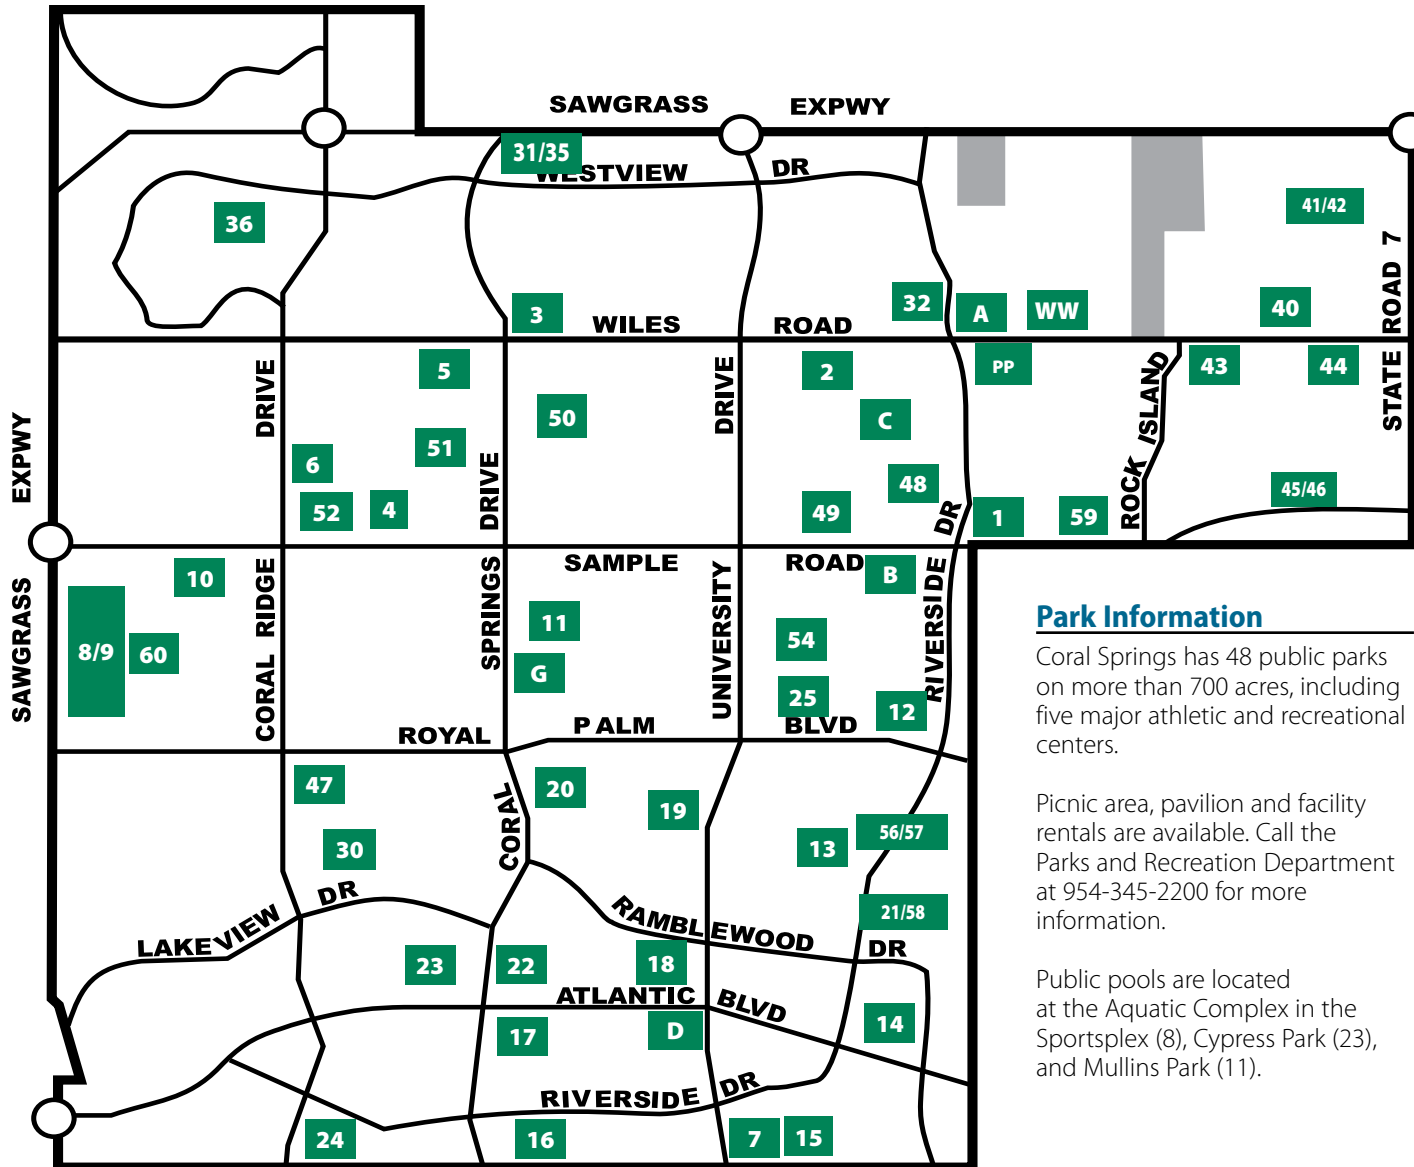 SAWGRASS EXPWY
31/35
WESTVIEW DR
36
41/42
STATE ROAD 7
3
WILES ROAD
32
A
WW
40
5
DRIVE
DRIVE
2
PP
ROCK ISLAND
43
44
50
C
51
6
52
4
DRIVE
49
48
RIVERSIDE DR
1
59
45/46
SAWGRASS EXPWY
SAMPLE ROAD
10
8/9
60
CORAL RIDGE
SPRINGS
11
G
UNIVERSITY
B
54
25
12
ROYAL PALM BLVD
47
30
CORAL
20
19
13
56/57
21/58
LAKEVIEW DR
RAMBLEWOOD DR
23
22
18
ATLANTIC BLVD
17
D
14
RIVERSIDE DR
24
16
7
15
Park Information
Coral Springs has 48 public parks
on more than 700 acres, including
five major athletic and recreational
centers.
Picnic area, pavilion and facility
rentals are available. Call the
Parks and Recreation Department
at 954-345-2200 for more
information.
Public pools are located
at the Aquatic Complex in the
Sportsplex (8), Cypress Park (23),
and Mullins Park (11).